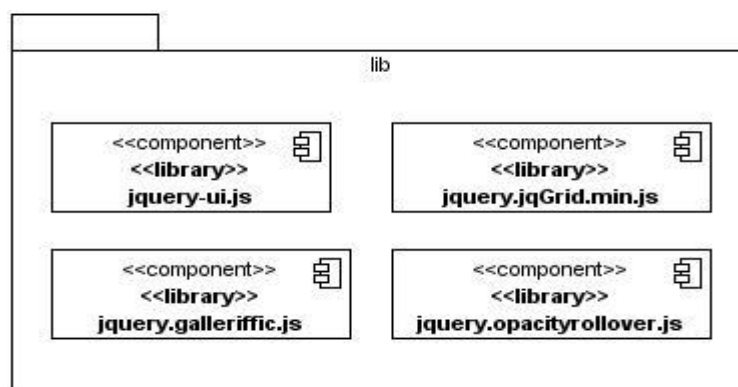 lib
<<component>>
<<library>>
jquery-ui.js
<<component>>
<<library>>
jquery.jqGrid.min.js
<<component>>
<<library>>
jquery.galleriffic.js
<<component>>
<<library>>
jquery.opacityrollover.js